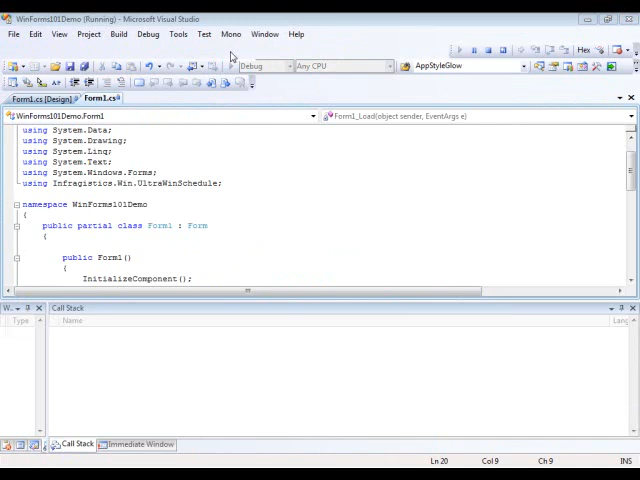 WinForms101Demo (Running) - Microsoft Visual Studio
File Edit View Project Build Debug Tools Test Mono Window Help
Hex
Debug Any CPU AppStyleGlow
Form1.cs [Design]* Form1.cs*
WinForms101Demo.Form1 Form1_Load(object sender, EventArgs e)
using System.Data;
using System.Drawing;
using System.Linq;
using System.Text;
using System.Windows.Forms;
using Infragistics.Win.UltraWinSchedule;
namespace WinForms101Demo
{
public partial class Form1 : Form
{
public Form1()
{
InitializeComponent();
W... Call Stack
Type Name Lang
Call Stack Immediate Window
Ln 20 Col 9 Ch 9 INS